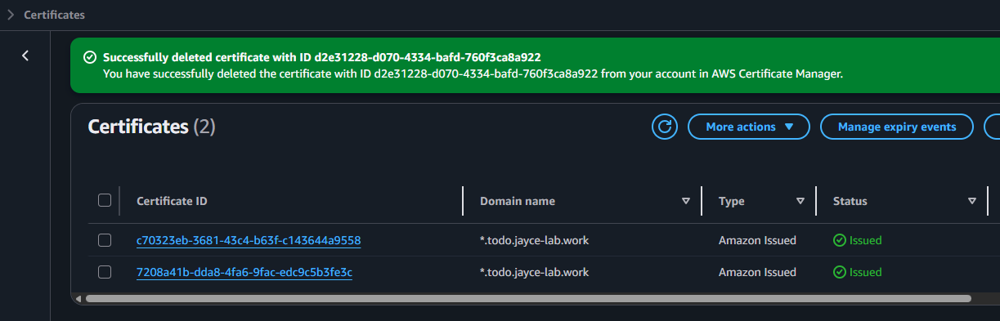 Certificates
Successfully deleted certificate with ID d2e31228-d070-4334-bafd-760f3ca8a922
You have successfully deleted the certificate with ID d2e31228-d070-4334-bafd-760f3ca8a922 from your account in AWS Certificate Manager.
Certificates (2)
More actions
Manage expiry events
Certificate ID Domain name Type Status
c70323eb-3681-43c4-b63f-c143644a9558 *.todo.jayce-lab.work Amazon Issued Issued
7208a41b-dda8-4fa6-9fac-edc9c5b3fe3c *.todo.jayce-lab.work Amazon Issued Issued